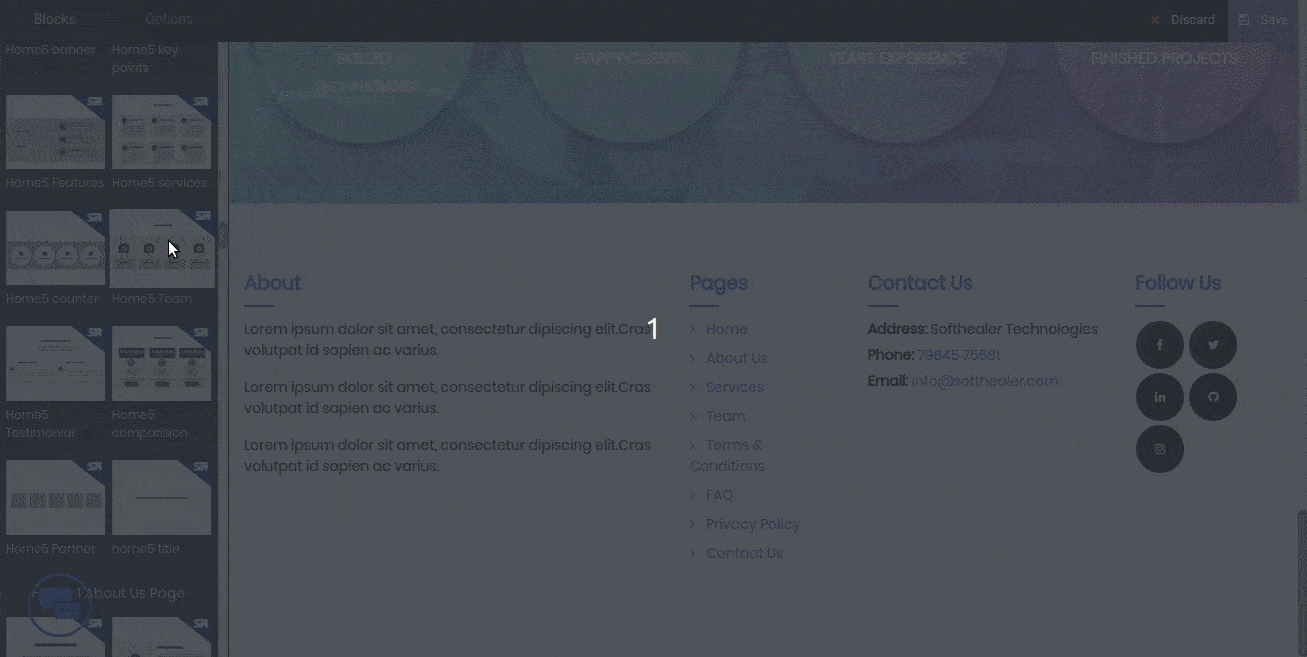 Blocks
Options
Discard
Save
Home5 banner
Home5 key
points
Home5 Features
Home5 services
Home5 counter
Home5 Team
Home5
Testimonial
Home5
comparision
Home5 Partner
home5 title
1 About Us Page
SKILLED
TECHNICIANS
HAPPY CLIENTS
YEARS EXPERIENCE
FINISHED PROJECTS
1
About
Lorem ipsum dolor sit amet, consectetur dipiscing elit.Cras
volutpat id sapien ac varius.
Lorem ipsum dolor sit amet, consectetur dipiscing elit.Cras
volutpat id sapien ac varius.
Lorem ipsum dolor sit amet, consectetur dipiscing elit.Cras
volutpat id sapien ac varius.
Pages
> Home
> About Us
> Services
> Team
> Terms &
Conditions
> FAQ
> Privacy Policy
> Contact Us
Contact Us
Address: Softhealer Technologies
Phone: 79845 75681
Email: info@softhealer.com
Follow Us